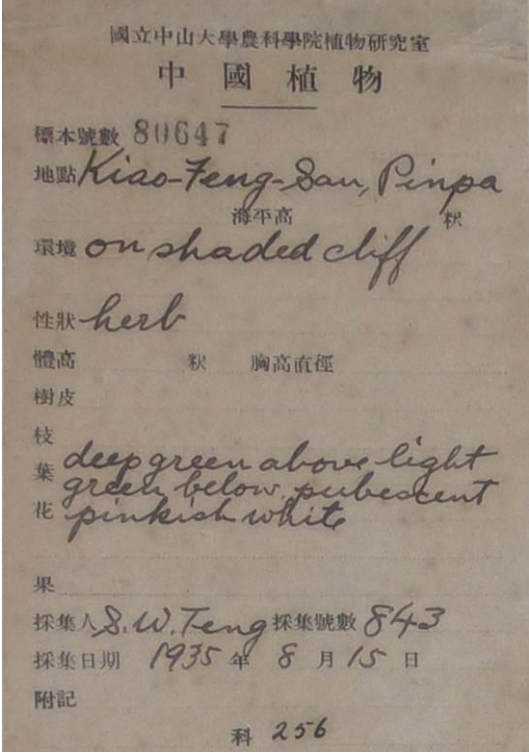 國立中山大學農科學院植物研究室
中國植物
標本號數 80647
地點 Kiao-Feng-San, Pinpa
海平高 粎
環境 on shaded cliff
性狀 herb
體高 粎 胸高直徑
樹皮
枝
葉 deep green above light
green below. pubescent
花 pinkish white
果
採集人 S. W. Teng 採集號數 843
採集日期 1935 年 8 月 15 日
附記
科 256